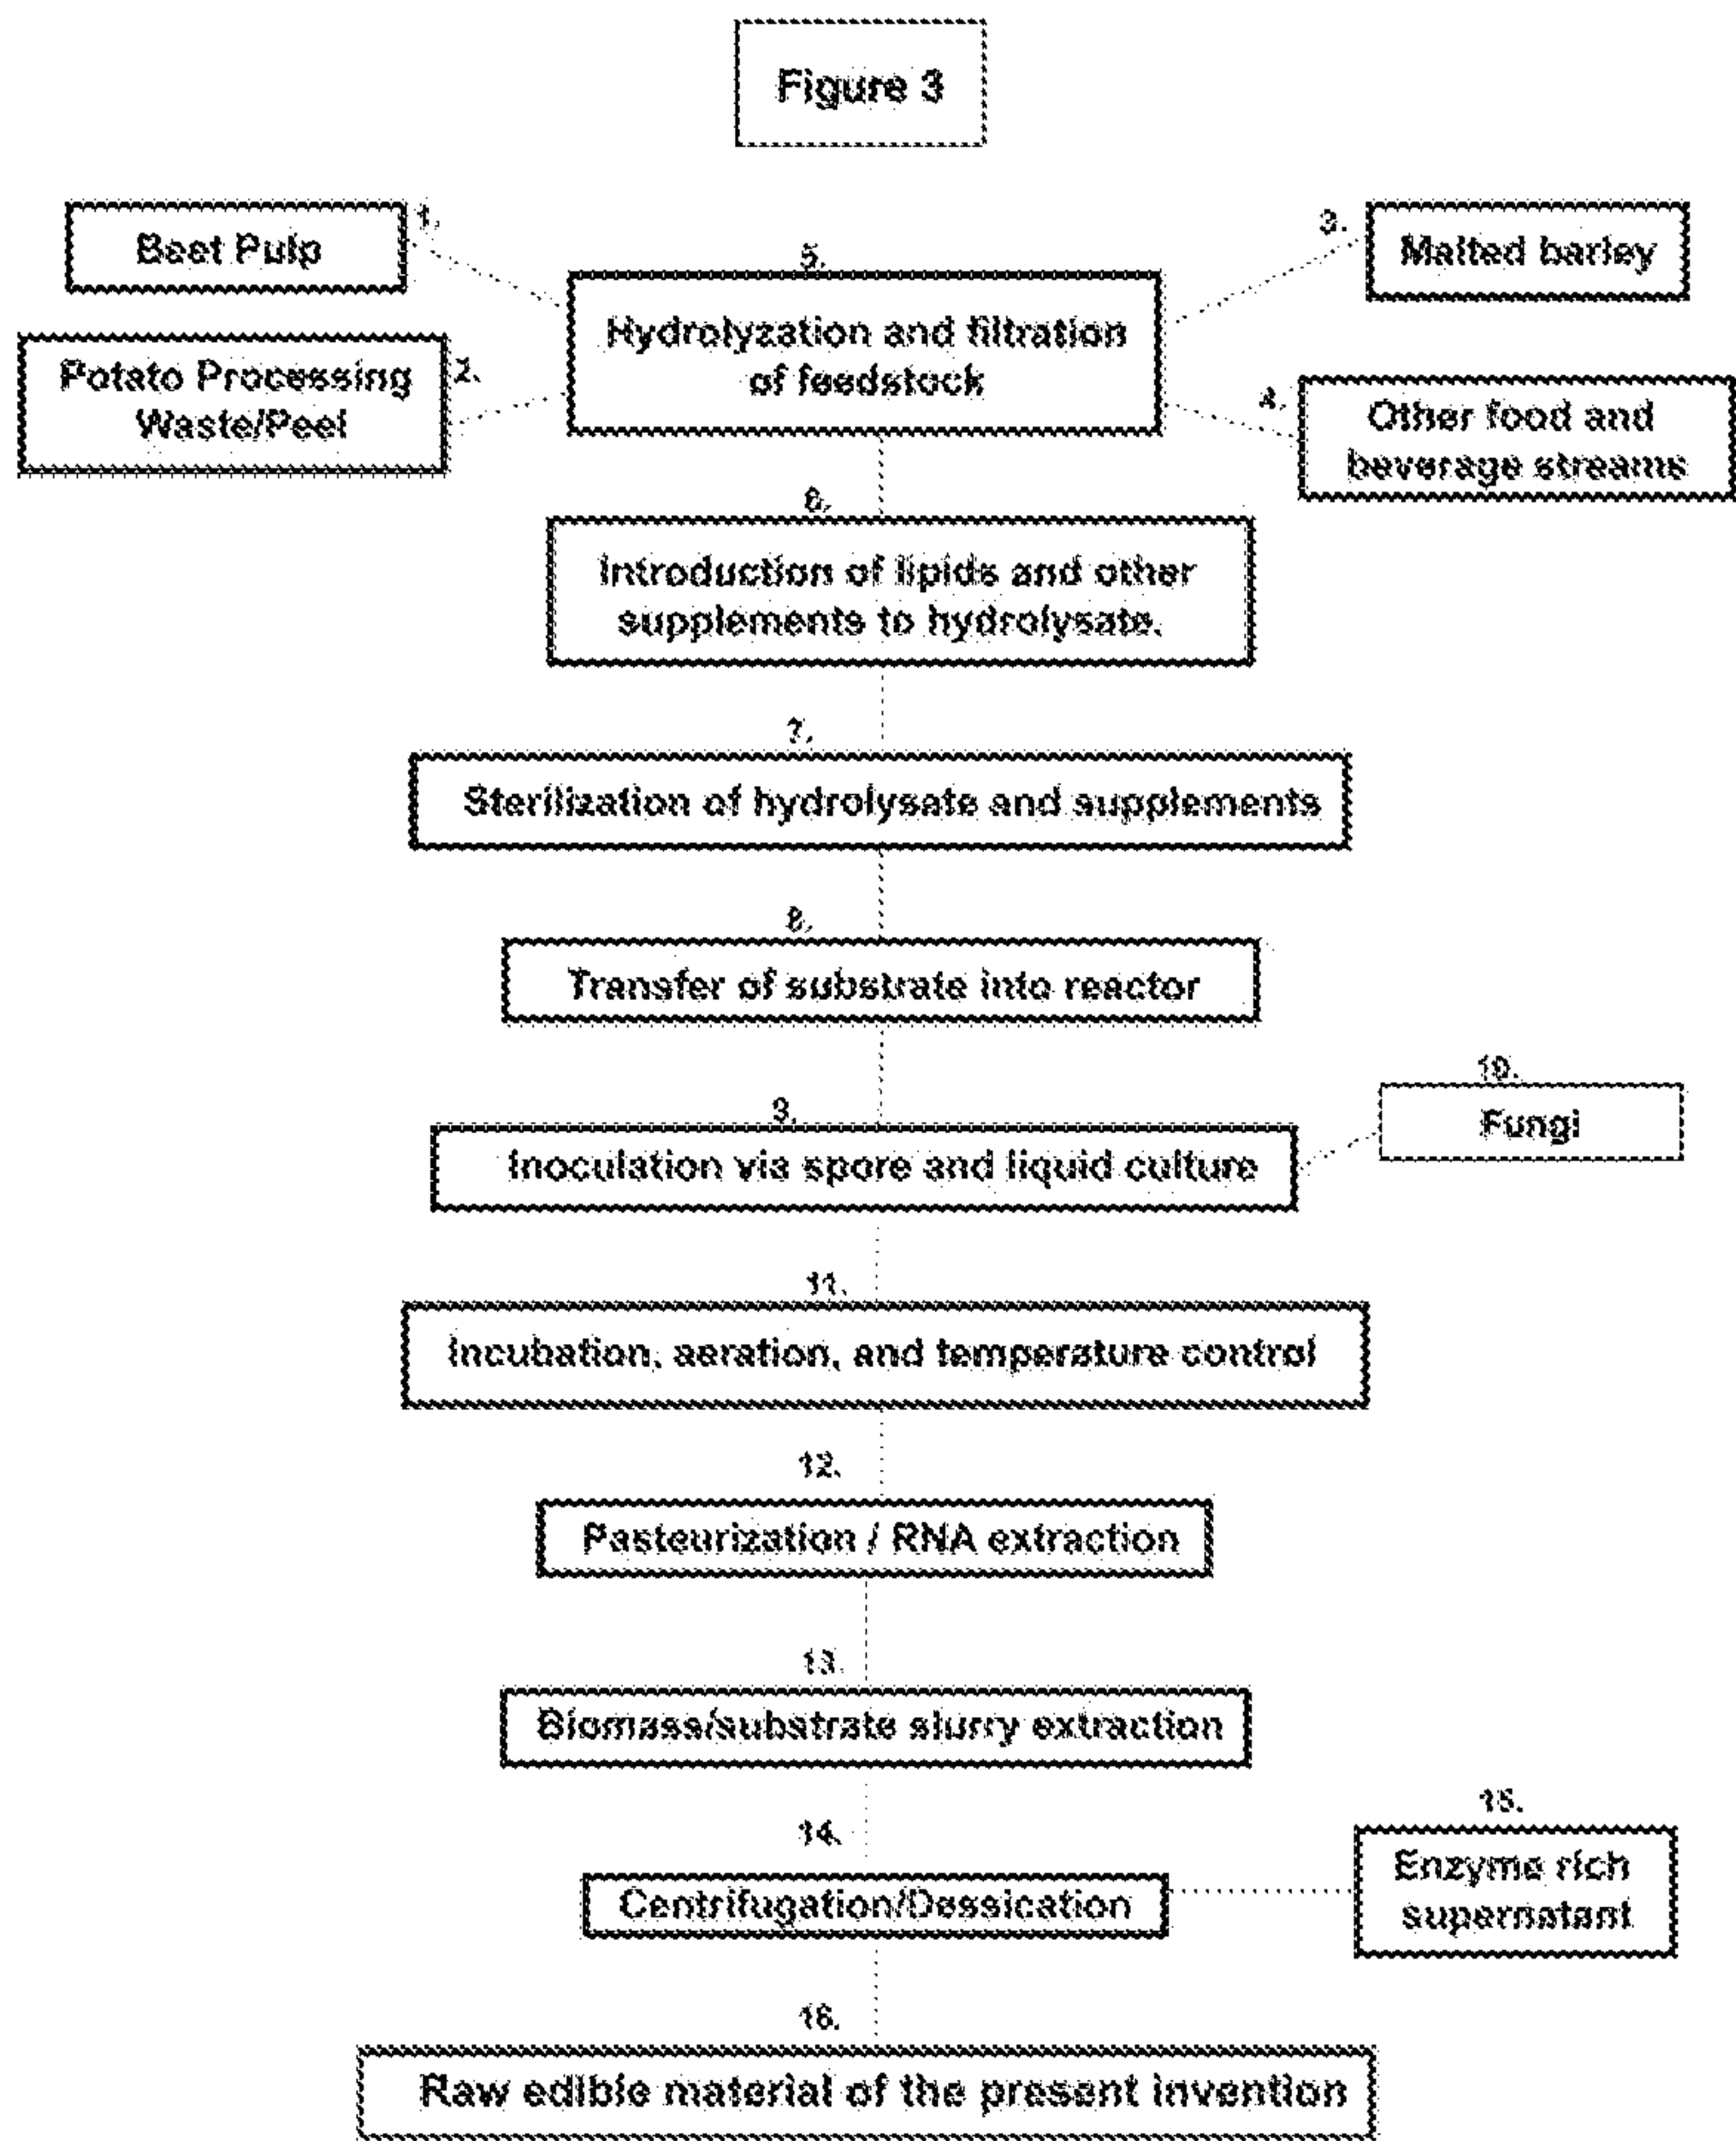 Figure 3
1.
Beet Pulp
2.
Potato Processing
Waste/Peel
3.
Malted barley
4.
Other food and
beverage streams
5.
Hydrolyzation and filtration
of feedstock
6.
Introduction of lipids and other
supplements to hydrolysate.
7.
Sterilization of hydrolysate and supplements
8.
Transfer of substrate into reactor
9.
Inoculation via spore and liquid culture
10.
Fungi
11.
Incubation, aeration, and temperature control
12.
Pasteurization / RNA extraction
13.
Biomass/substrate slurry extraction
14.
Centrifugation/Dessication
15.
Enzyme rich
supernatant
16.
Raw edible material of the present invention